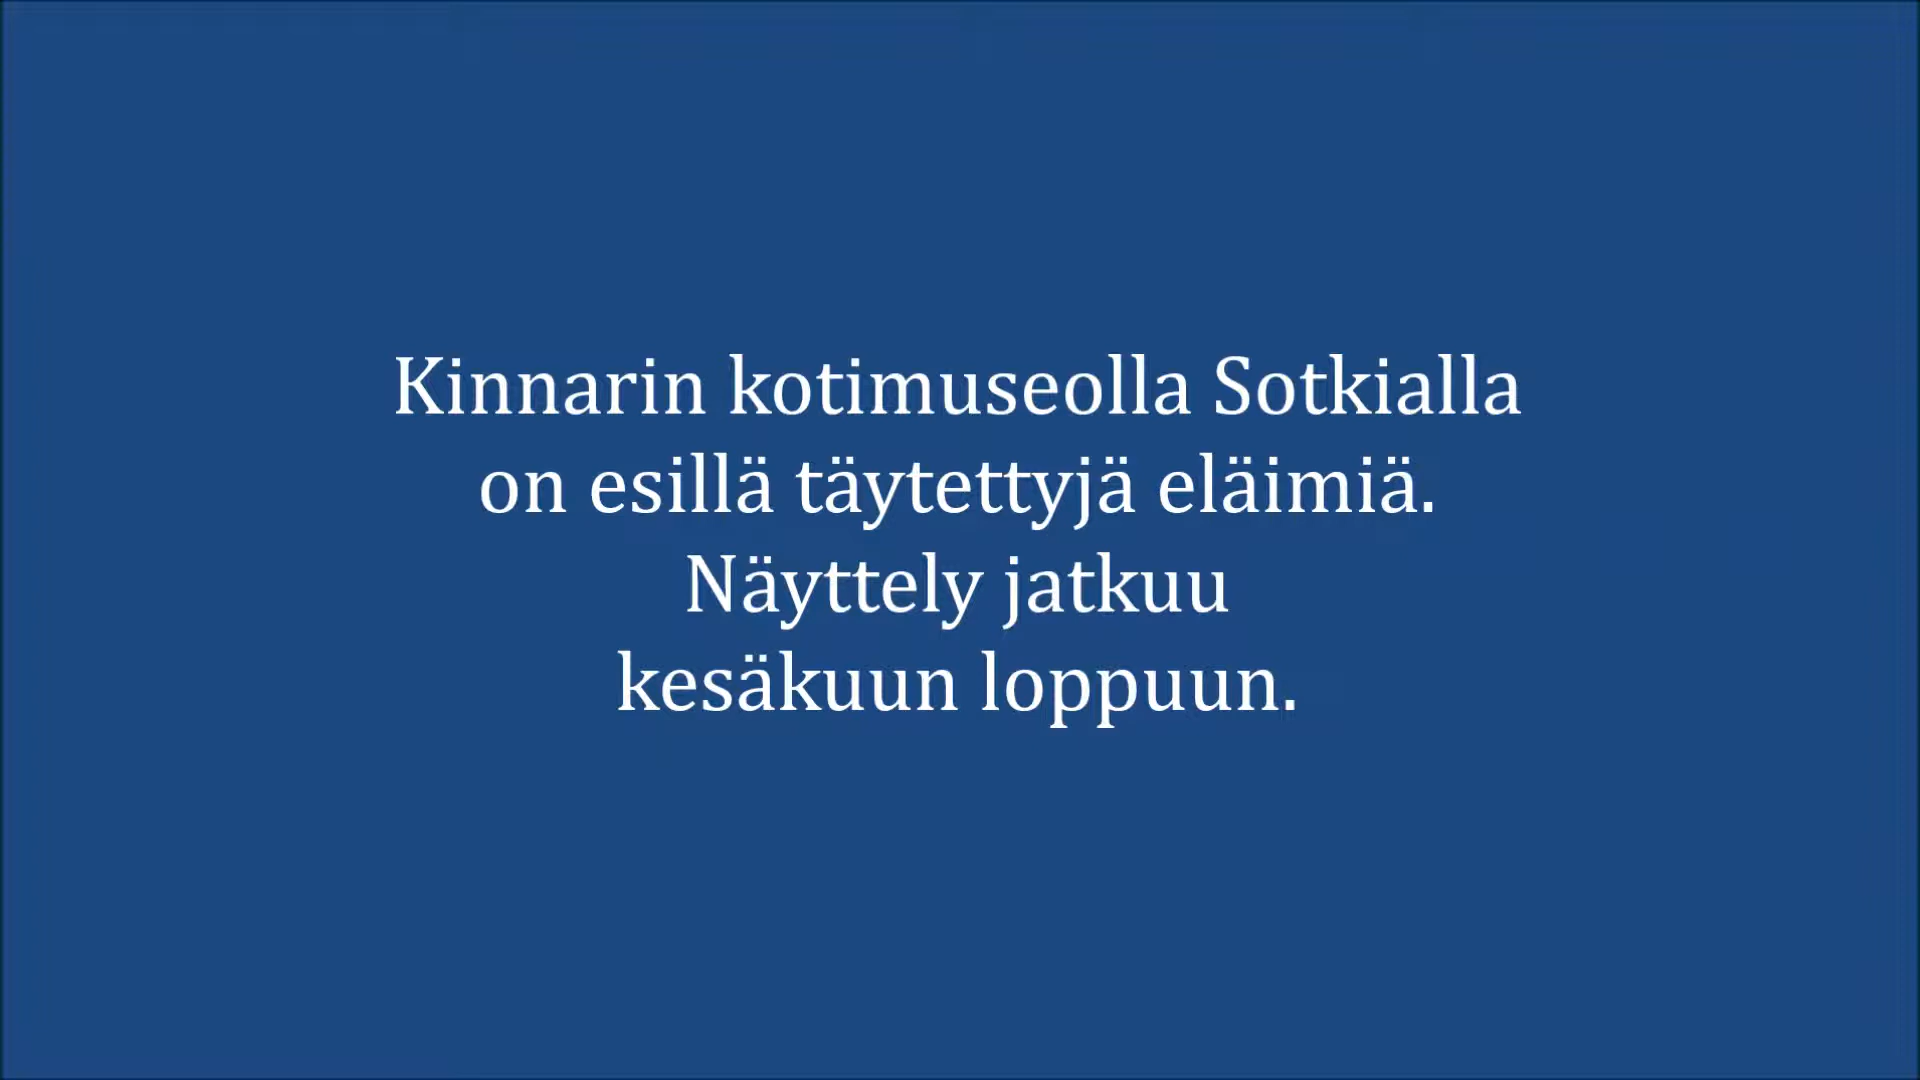 Kinnarin kotimuseolla Sotkialla
on esillä täytettyjä eläimiä.
Näyttely jatkuu
kesäkuun loppuun.